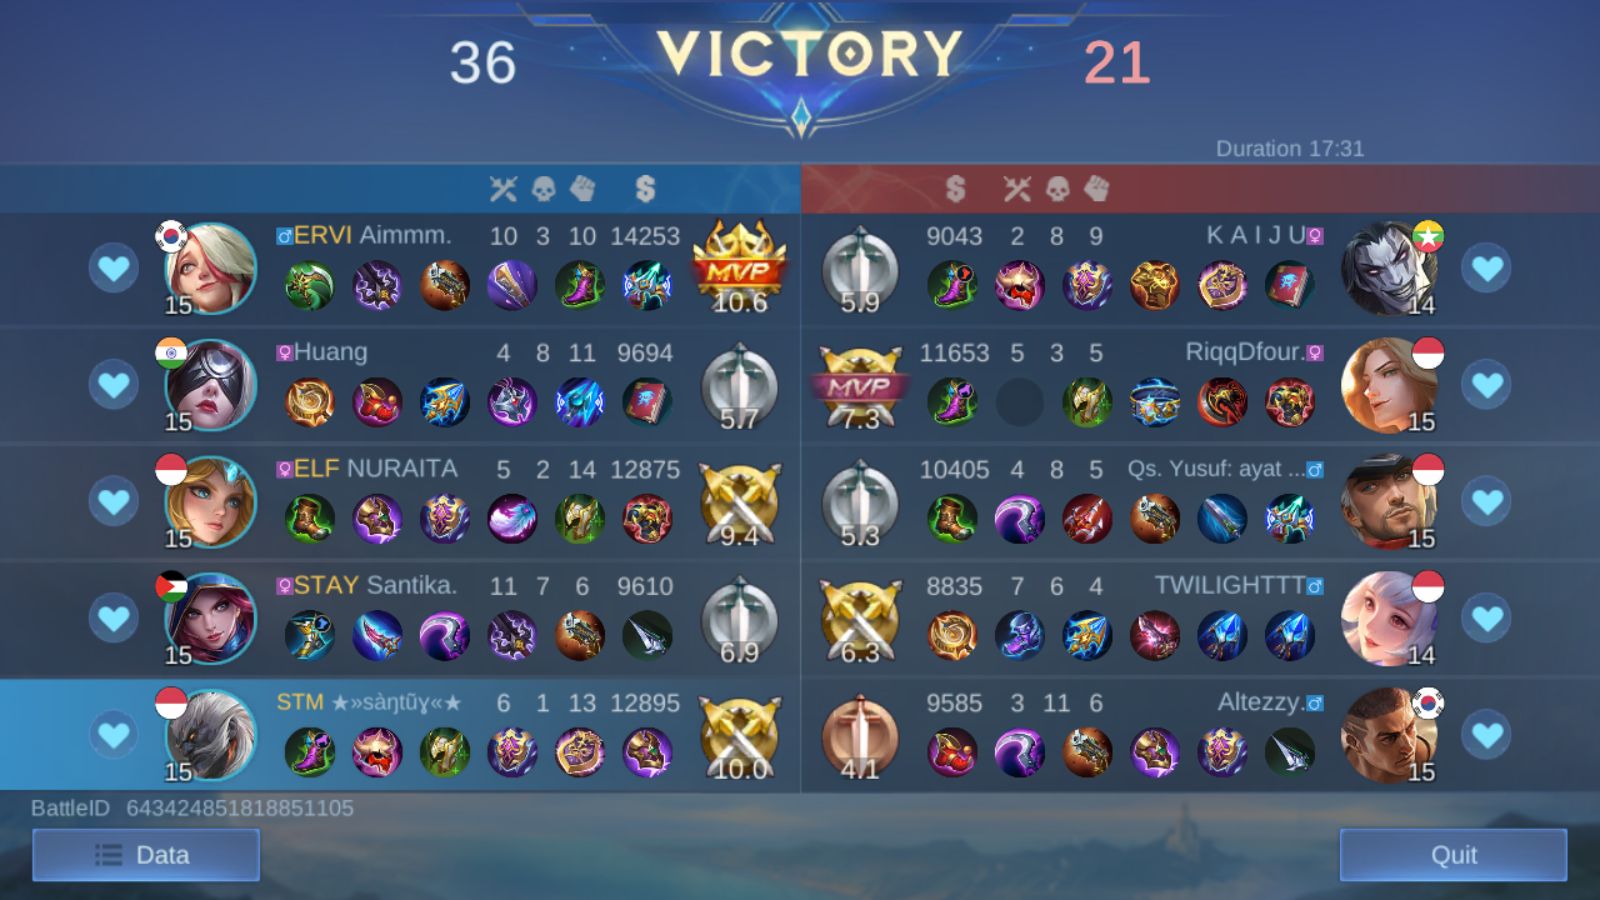 36 VICTORY 21
Duration 17:31
♂ERVI Aimmm. 10 3 10 14253 MVP 10.6 15
5.9 9043 2 8 9 K A I J U♀ 14
♀Huang 4 8 11 9694 5.7 15
MVP 7.3 11653 5 3 5 RiqqDfour.♀ 15
♀ELF NURAITA 5 2 14 12875 9.4 15
5.3 10405 4 8 5 Qs. Yusuf: ayat ...♂ 15
♀STAY Santika. 11 7 6 9610 6.9 15
6.3 8835 7 6 4 TWILIGHTTT♂ 14
STM ★»sàŋtũɣ«★ 6 1 13 12895 10.0 15
4.1 9585 3 11 6 Altezzy.♂ 15
BattleID 643424851818851105
Data
Quit